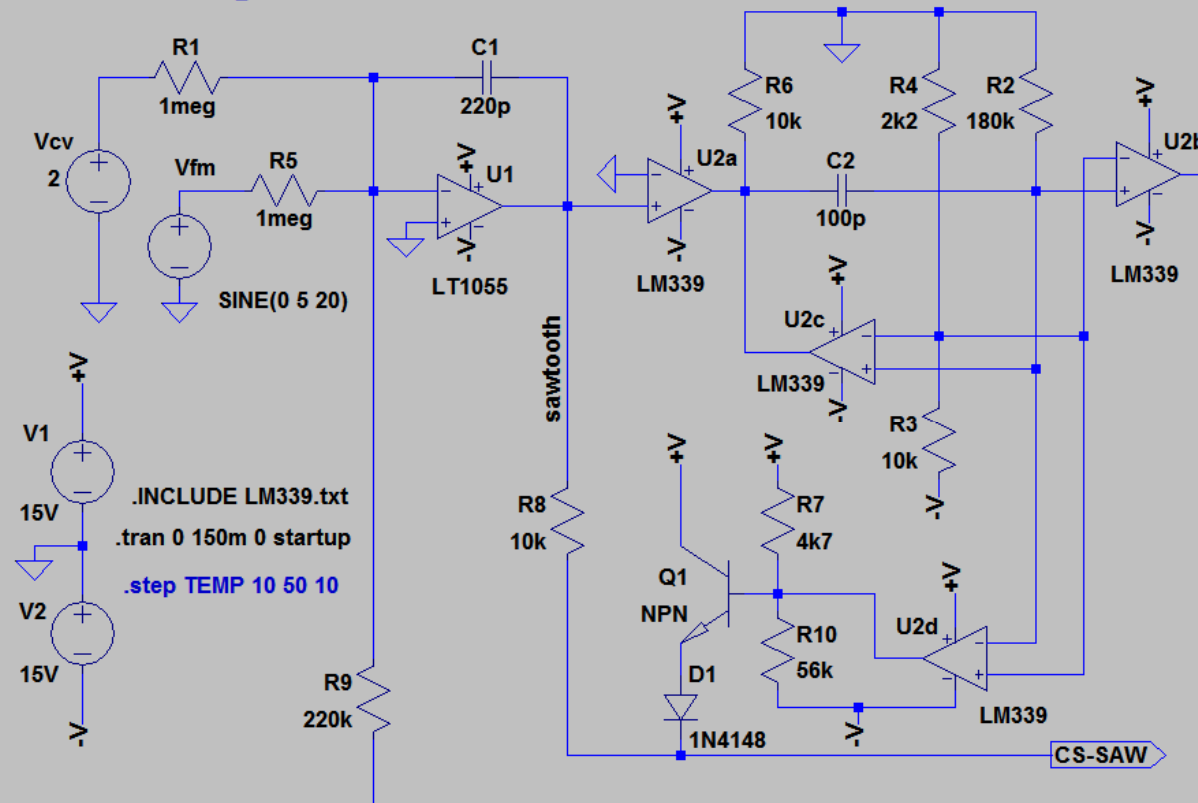 R1
1meg
C1
220p
Vcv
2
Vfm
R5
1meg
+V
U1
-V
LT1055
SINE(0 5 20)
R6
10k
R4
2k2
R2
180k
+V
U2a
-V
LM339
C2
100p
+V
U2b
-V
LM339
+V
U2c
LM339
-V
sawtooth
+V
V1
15V
V2
15V
-V
.INCLUDE LM339.txt
.tran 0 150m 0 startup
.step TEMP 10 50 10
R9
220k
R8
10k
R3
10k
-V
+V
+V
R7
4k7
Q1
NPN
R10
56k
D1
1N4148
-V
+V
U2d
LM339
CS-SAW